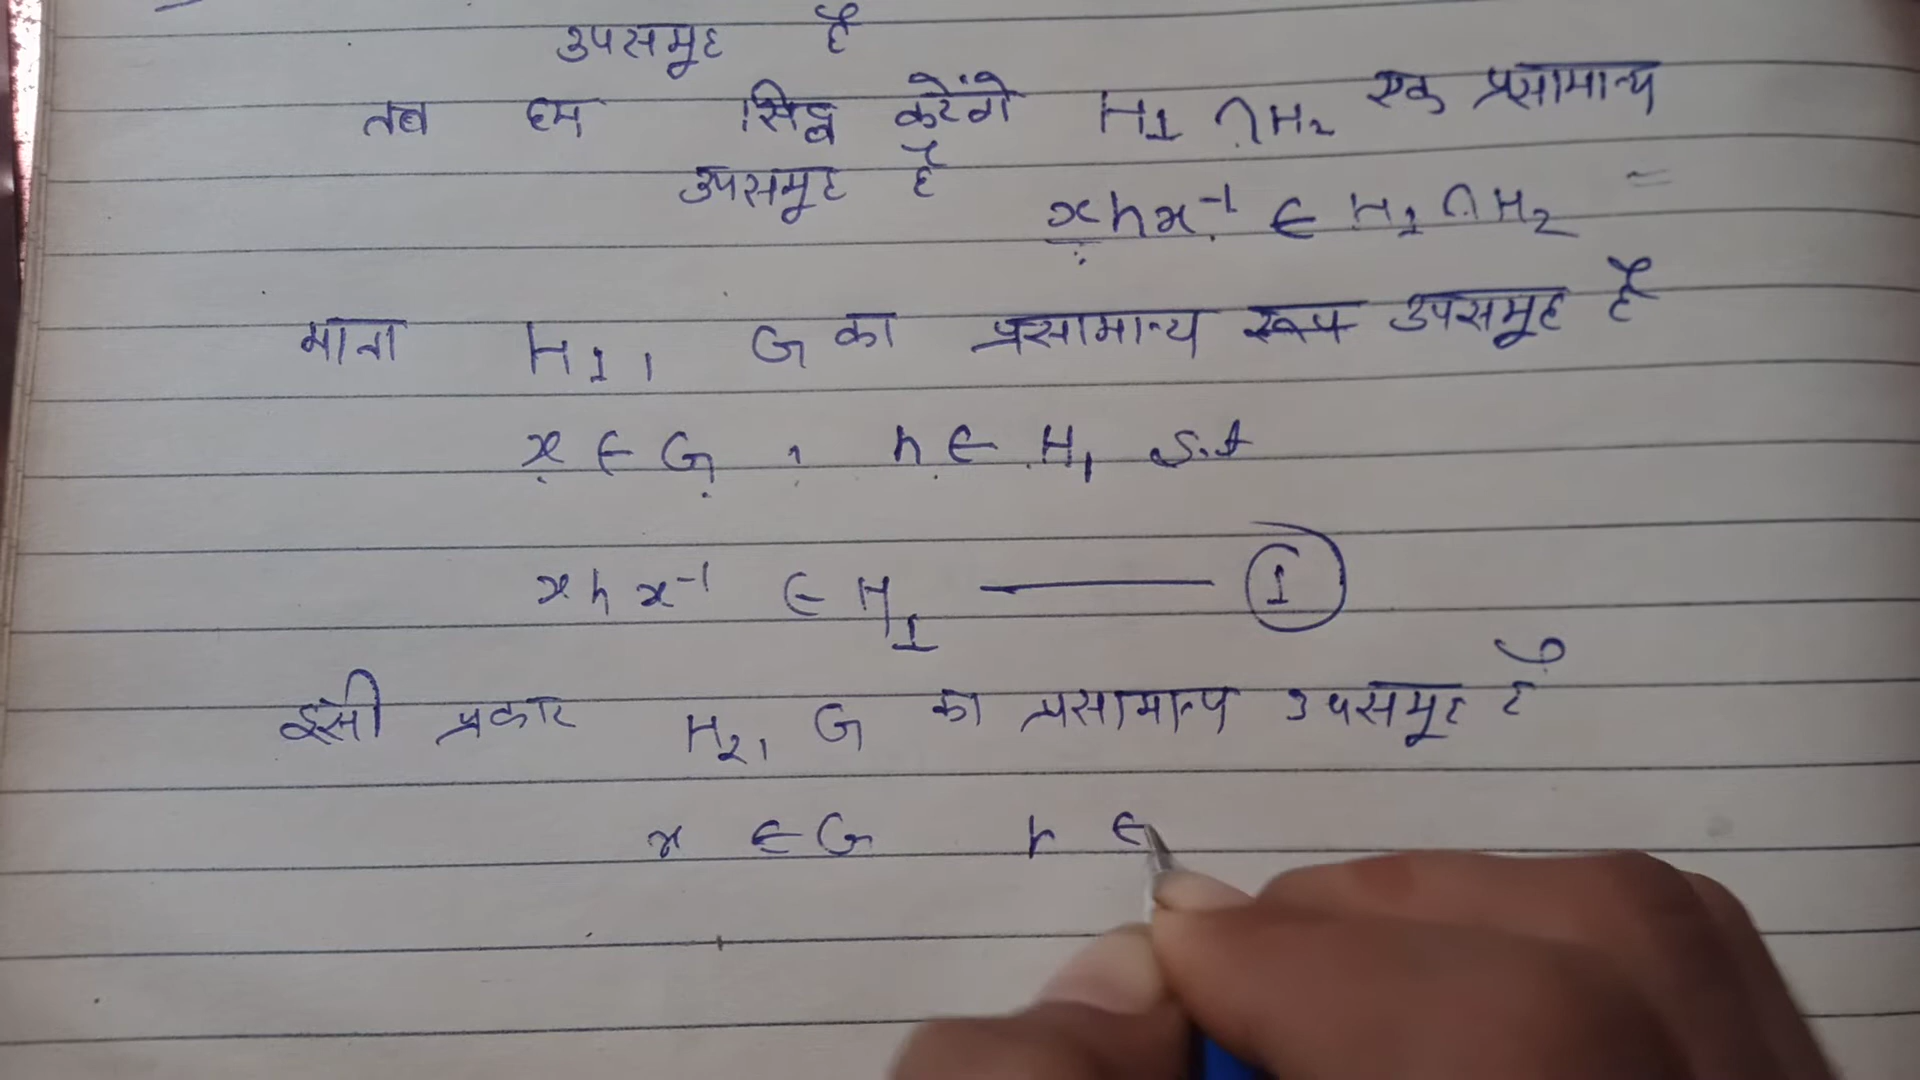 उपसमूह है
तब हम सिद्ध करेंगे H1 ∩ H2 एक प्रसामान्य
उपसमूह है
xhx⁻¹ ∈ H1 ∩ H2
माना H1, G का प्रसामान्य उपसमूह है
x ∈ G, h ∈ H1 s.t
xhx⁻¹ ∈ H1 —— ①
इसी प्रकार H2, G का प्रसामान्य उपसमूह है
x ∈ G h ∈